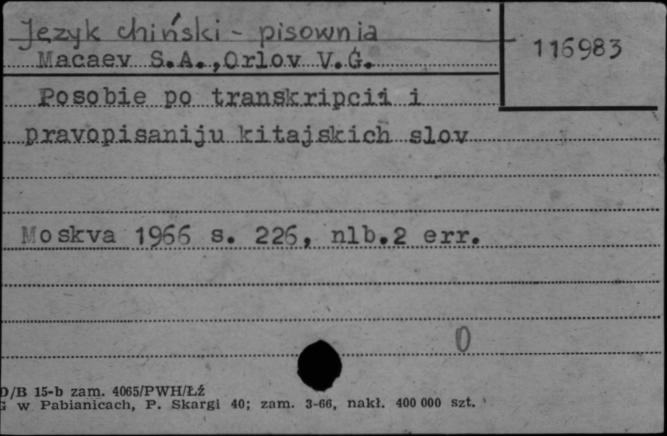 Język chiński - pisownia
116983
Macaev S.A.,Orlov V.G.
Posobie po transkripcii i
pravopisaniju kitajskich slov
Moskva 1966 s. 226, nlb.2 err.
0
D/B 15-b zam. 4065/PWH/Łź
G w Pabianicach, P. Skargi 40; zam. 3-66, nakł. 400 000 szt.